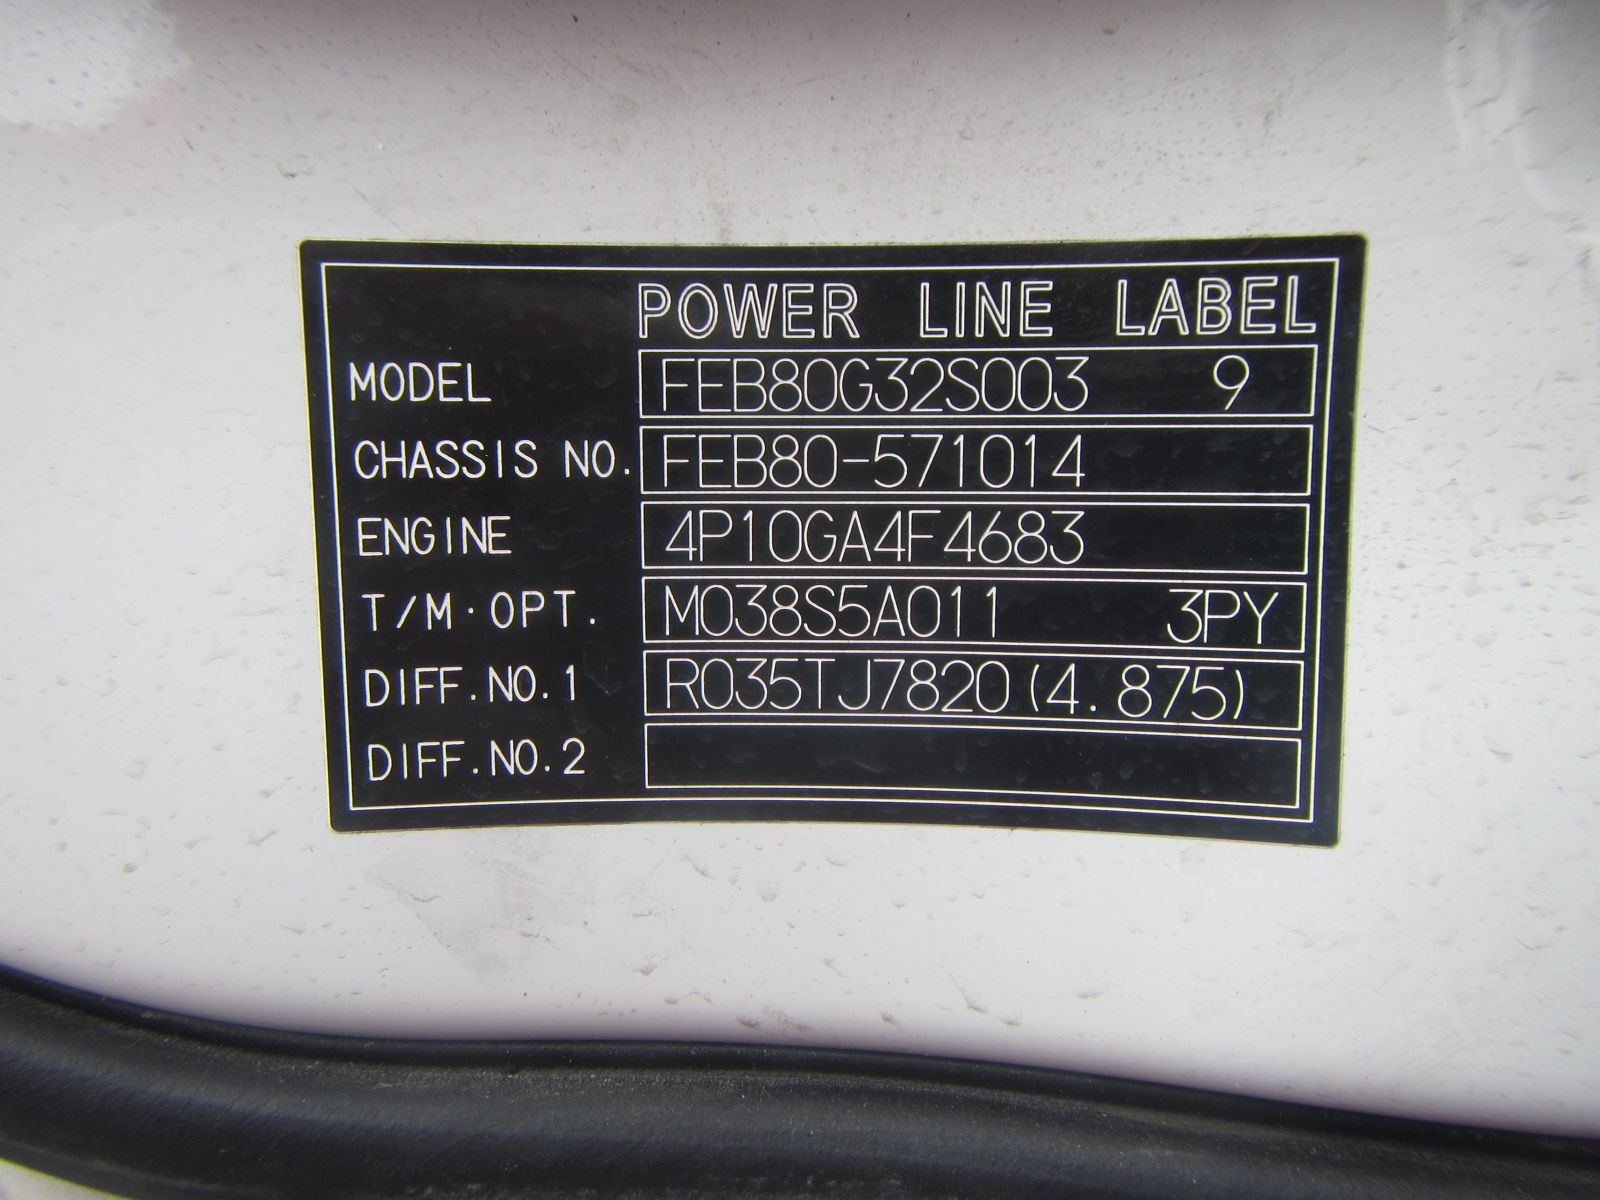 POWER LINE LABEL
MODEL FEB80G32S003 9
CHASSIS NO. FEB80-571014
ENGINE 4P10GA4F4683
T/M·OPT. M038S5A011 3PY
DIFF.NO.1 R035TJ7820(4.875)
DIFF.NO.2